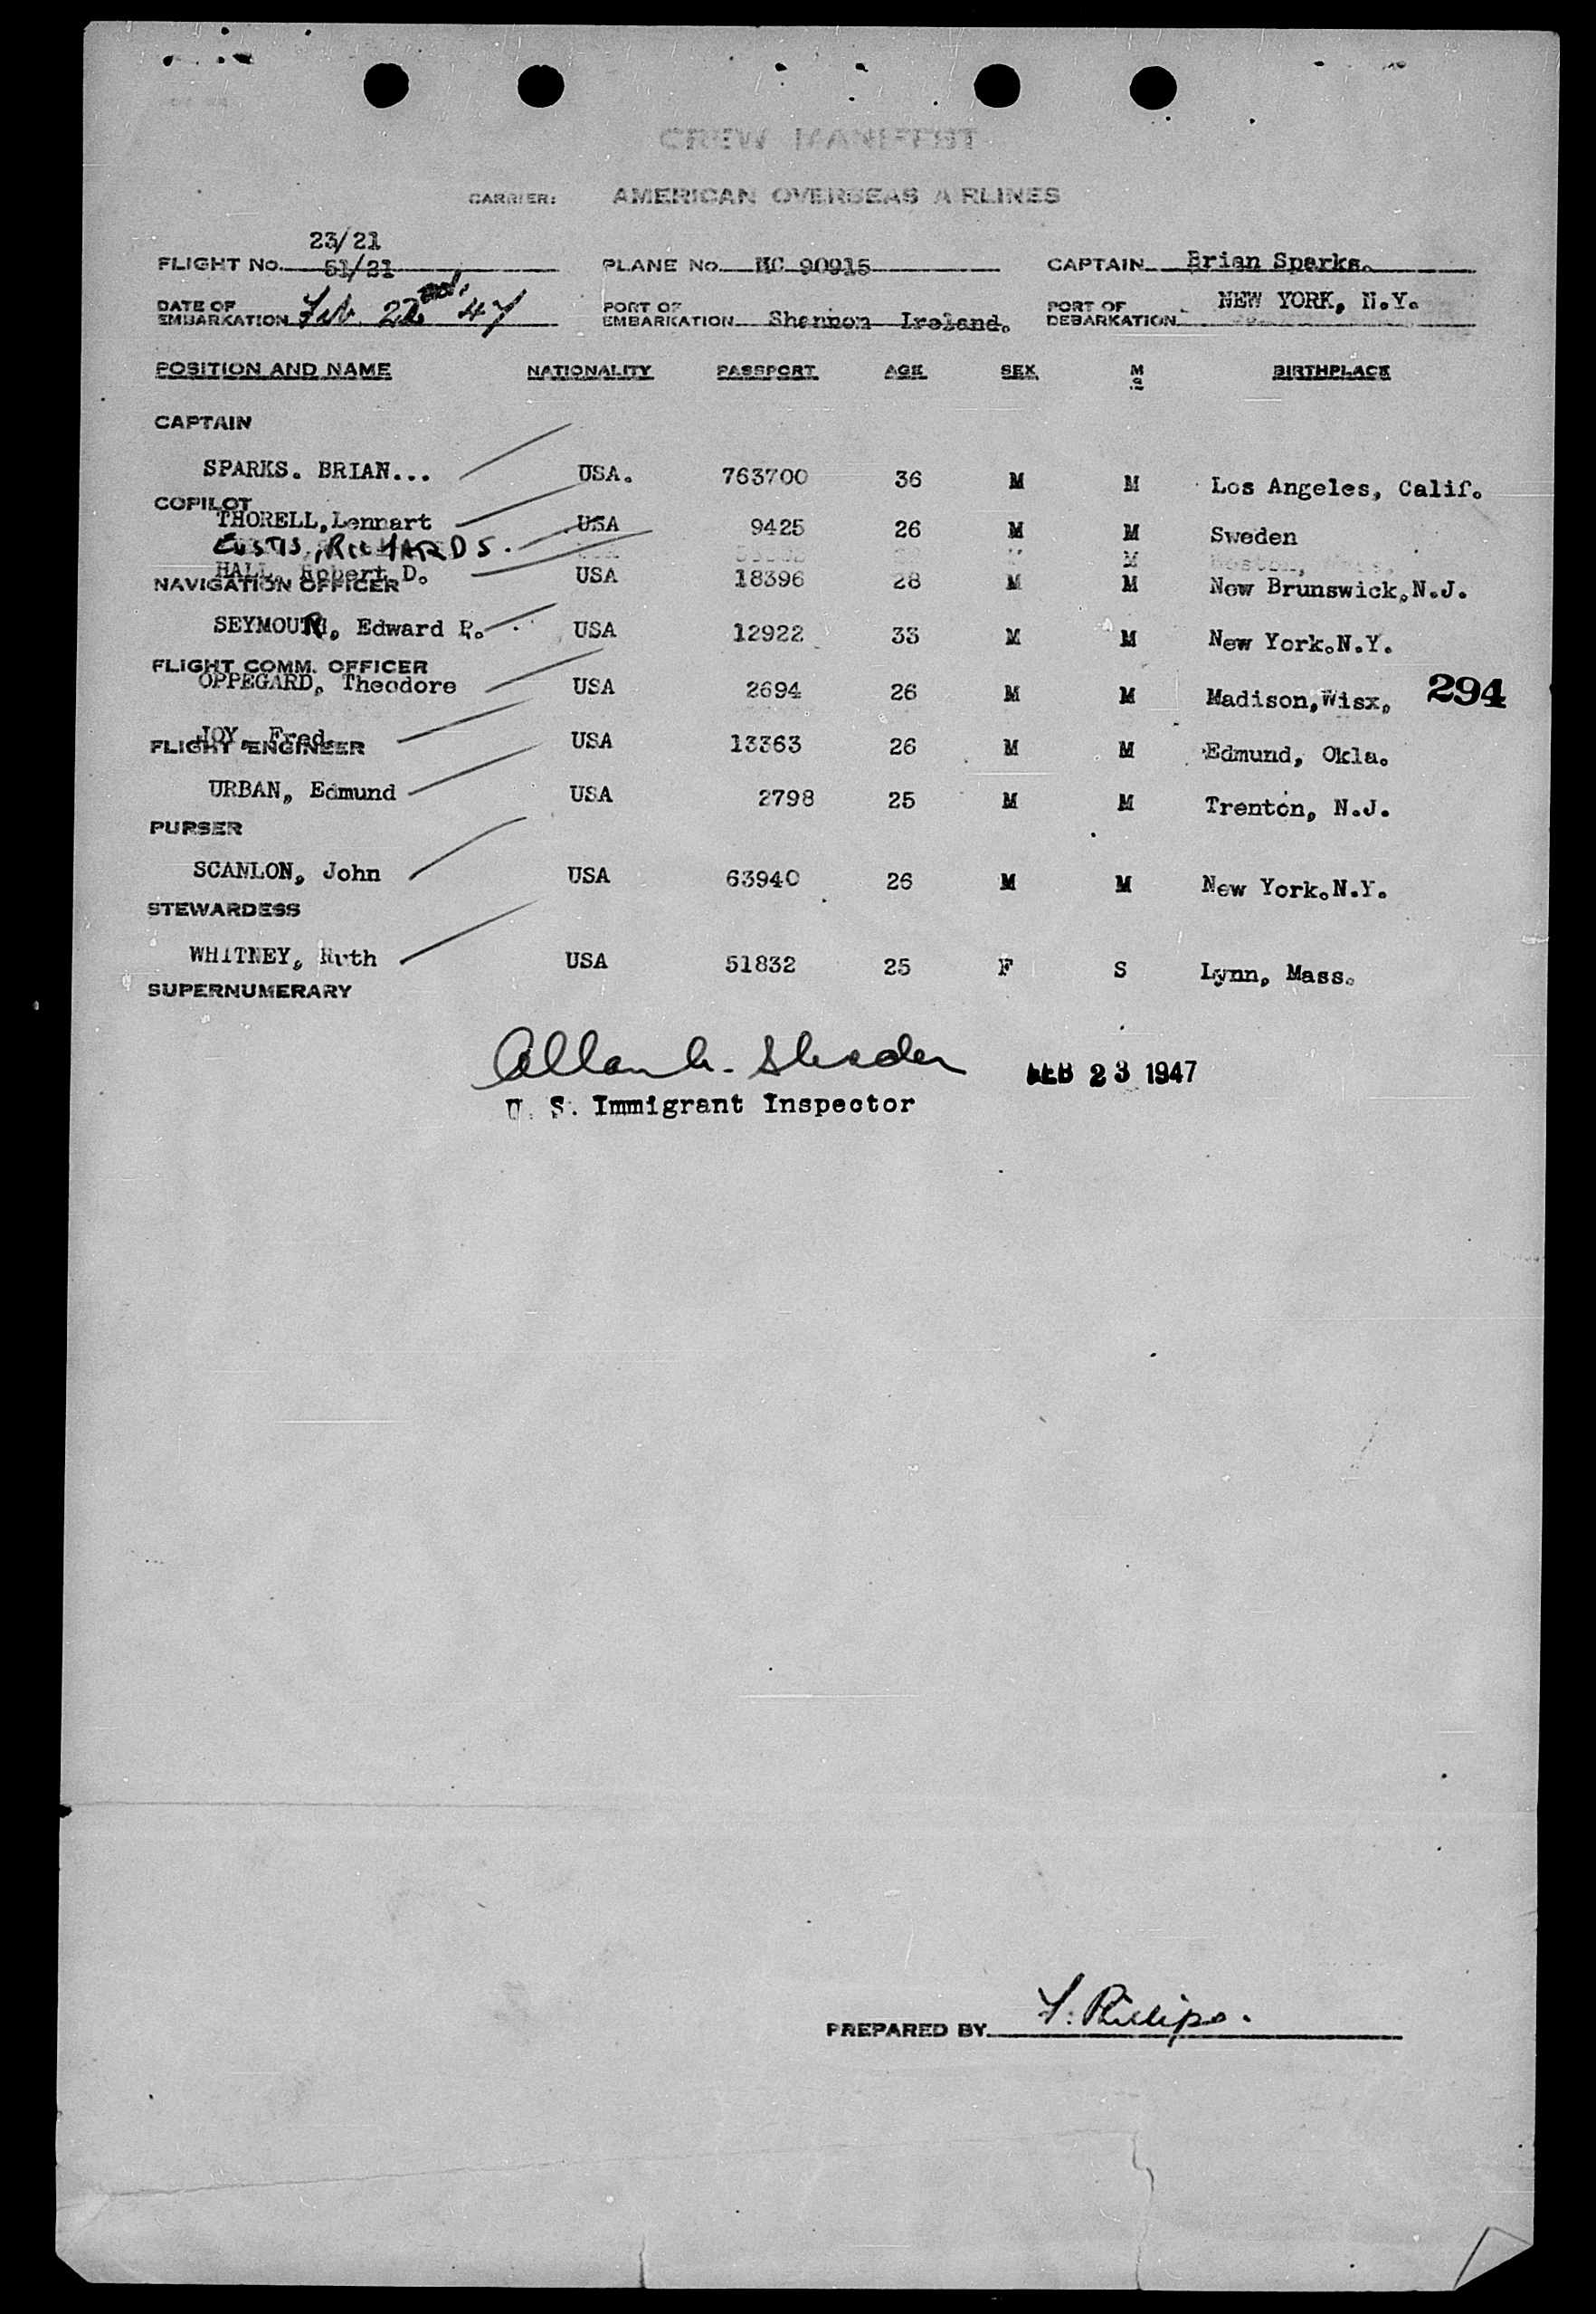 CREW MANIFEST
CARRIER: AMERICAN OVERSEAS AIRLINES
23/21
FLIGHT No. 51/21 PLANE No. NC 90915 CAPTAIN Brian Sparks.
DATE OF EMBARKATION Feb. 22nd. 47 PORT OF EMBARKATION Shannon Ireland. PORT OF DEBARKATION NEW YORK, N.Y.
POSITION AND NAME NATIONALITY PASSPORT AGE SEX M S BIRTHPLACE
CAPTAIN
SPARKS. BRIAN... USA. 763700 36 M M Los Angeles, Calif.
COPILOT
THORELL, Lennart USA 9425 26 M M Sweden
RICHARD S. M M Boston,
HALL, Robert D. USA 18396 28 M M New Brunswick, N.J.
NAVIGATION OFFICER
SEYMOUR, Edward P. USA 12922 33 M M New York. N.Y.
FLIGHT COMM. OFFICER
OPPEGARD, Theodore USA 2694 26 M M Madison, Wisx,
294
JOY, Fred USA 13363 26 M M Edmund, Okla.
FLIGHT ENGINEER
URBAN, Edmund USA 2798 25 M M Trenton, N.J.
PURSER
SCANLON, John USA 63940 26 M M New York. N.Y.
STEWARDESS
WHITNEY, Ruth USA 51832 25 F S Lynn, Mass.
SUPERNUMERARY
FEB 23 1947
U. S. Immigrant Inspector
PREPARED BY Phillips.